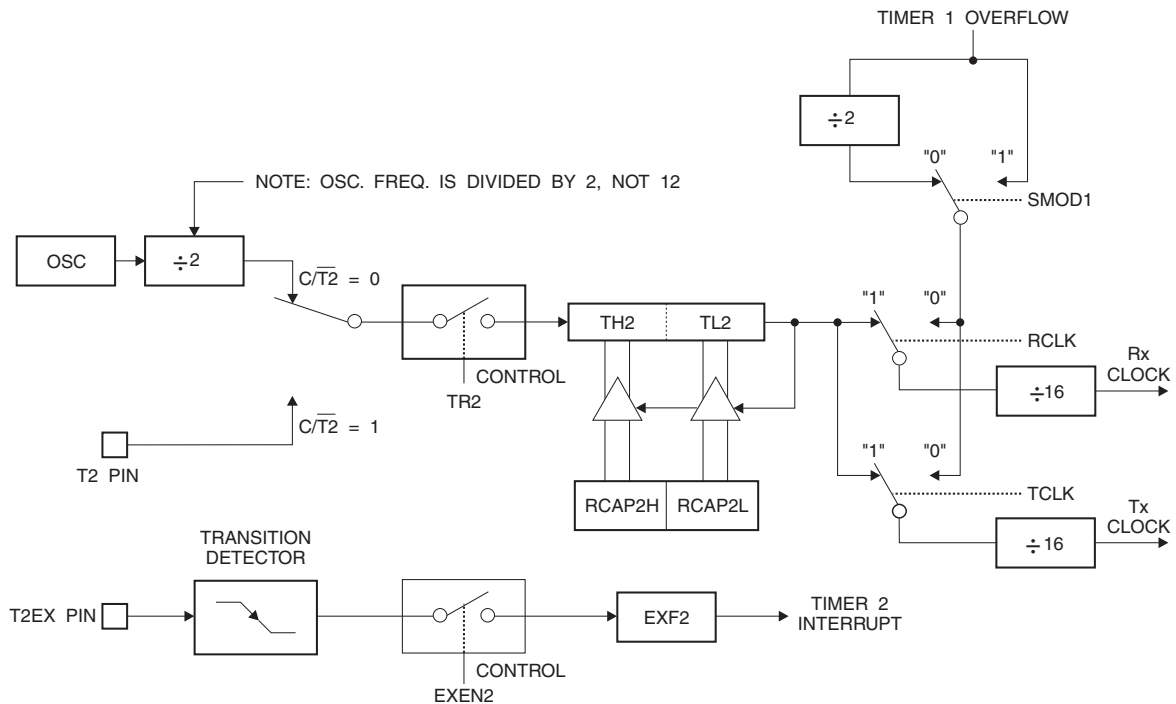 TIMER 1 OVERFLOW
÷2
"0"
"1"
NOTE: OSC. FREQ. IS DIVIDED BY 2, NOT 12
SMOD1
OSC
÷2
C/T̅2̅ = 0
TH2
TL2
"1"
"0"
RCLK
CONTROL
TR2
Rx
CLOCK
÷16
C/T̅2̅ = 1
T2 PIN
"1"
"0"
RCAP2H
RCAP2L
TCLK
Tx
CLOCK
÷16
TRANSITION
DETECTOR
T2EX PIN
EXF2
TIMER 2
INTERRUPT
CONTROL
EXEN2